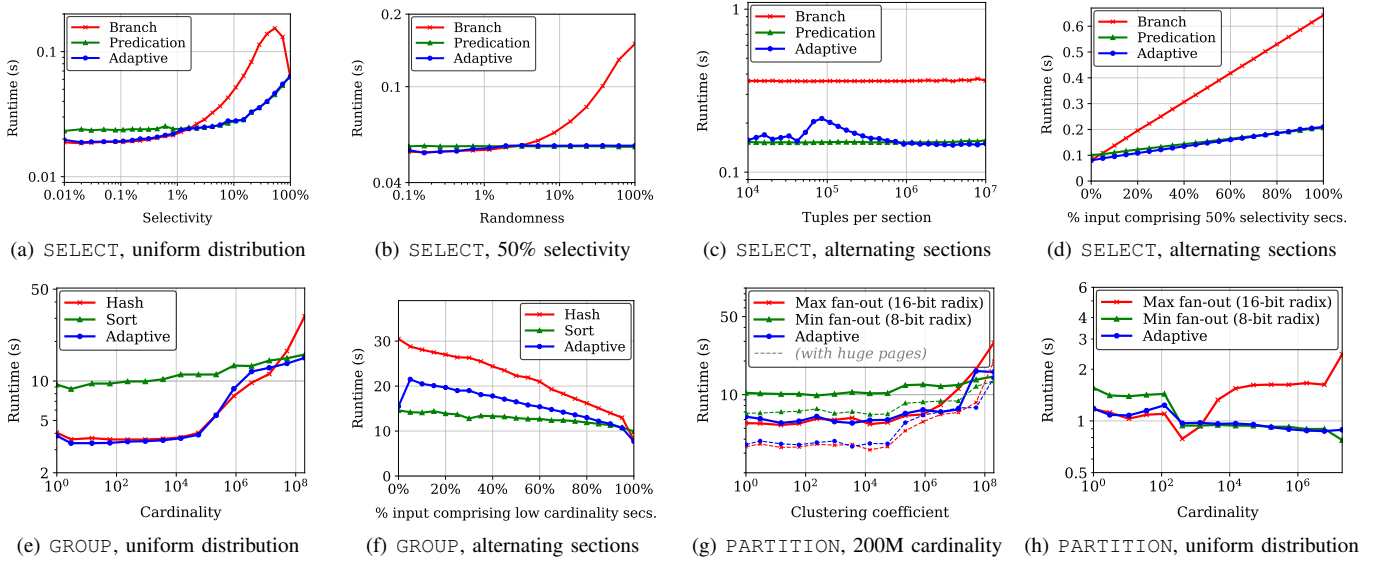 Runtime (s)
0.1
0.01
Branch
Predication
Adaptive
0.01%
0.1%
1%
10%
100%
Selectivity
(a) SELECT, uniform distribution
Runtime (s)
0.2
0.1
0.04
Branch
Predication
Adaptive
0.1%
1%
10%
100%
Randomness
(b) SELECT, 50% selectivity
Runtime (s)
1
0.1
Branch
Predication
Adaptive
10^4
10^5
10^6
10^7
Tuples per section
(c) SELECT, alternating sections
Runtime (s)
0.6
0.5
0.4
0.3
0.2
0.1
0
Branch
Predication
Adaptive
0%
20%
40%
60%
80%
100%
% input comprising 50% selectivity secs.
(d) SELECT, alternating sections
Runtime (s)
50
10
5
2
Hash
Sort
Adaptive
10^0
10^2
10^4
10^6
10^8
Cardinality
(e) GROUP, uniform distribution
Runtime (s)
40
30
20
10
0
Hash
Sort
Adaptive
0%
20%
40%
60%
80%
100%
% input comprising low cardinality secs.
(f) GROUP, alternating sections
Runtime (s)
50
10
Max fan-out (16-bit radix)
Min fan-out (8-bit radix)
Adaptive
(with huge pages)
10^0
10^1
10^2
10^3
10^4
10^5
10^6
10^7
10^8
Clustering coefficient
(g) PARTITION, 200M cardinality
Runtime (s)
6
4
3
2
1
0.5
Max fan-out (16-bit radix)
Min fan-out (8-bit radix)
Adaptive
10^0
10^2
10^4
10^6
Cardinality
(h) PARTITION, uniform distribution